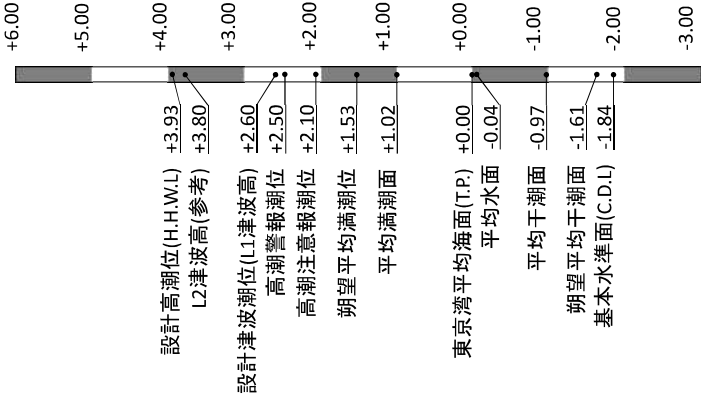 +6.00
+5.00
+4.00
+3.00
+2.00
+1.00
+0.00
-1.00
-2.00
-3.00
設計高潮位(H.H.W.L) +3.93
L2津波高(参考) +3.80
設計津波潮位(L1津波高) +2.60
高潮警報潮位 +2.50
高潮注意報潮位 +2.10
朔望平均満潮位 +1.53
平均満潮面 +1.02
東京湾平均海面(T.P.) +0.00
平均水面 -0.04
平均干潮面 -0.97
朔望平均干潮面 -1.61
基本水準面(C.D.L) -1.84